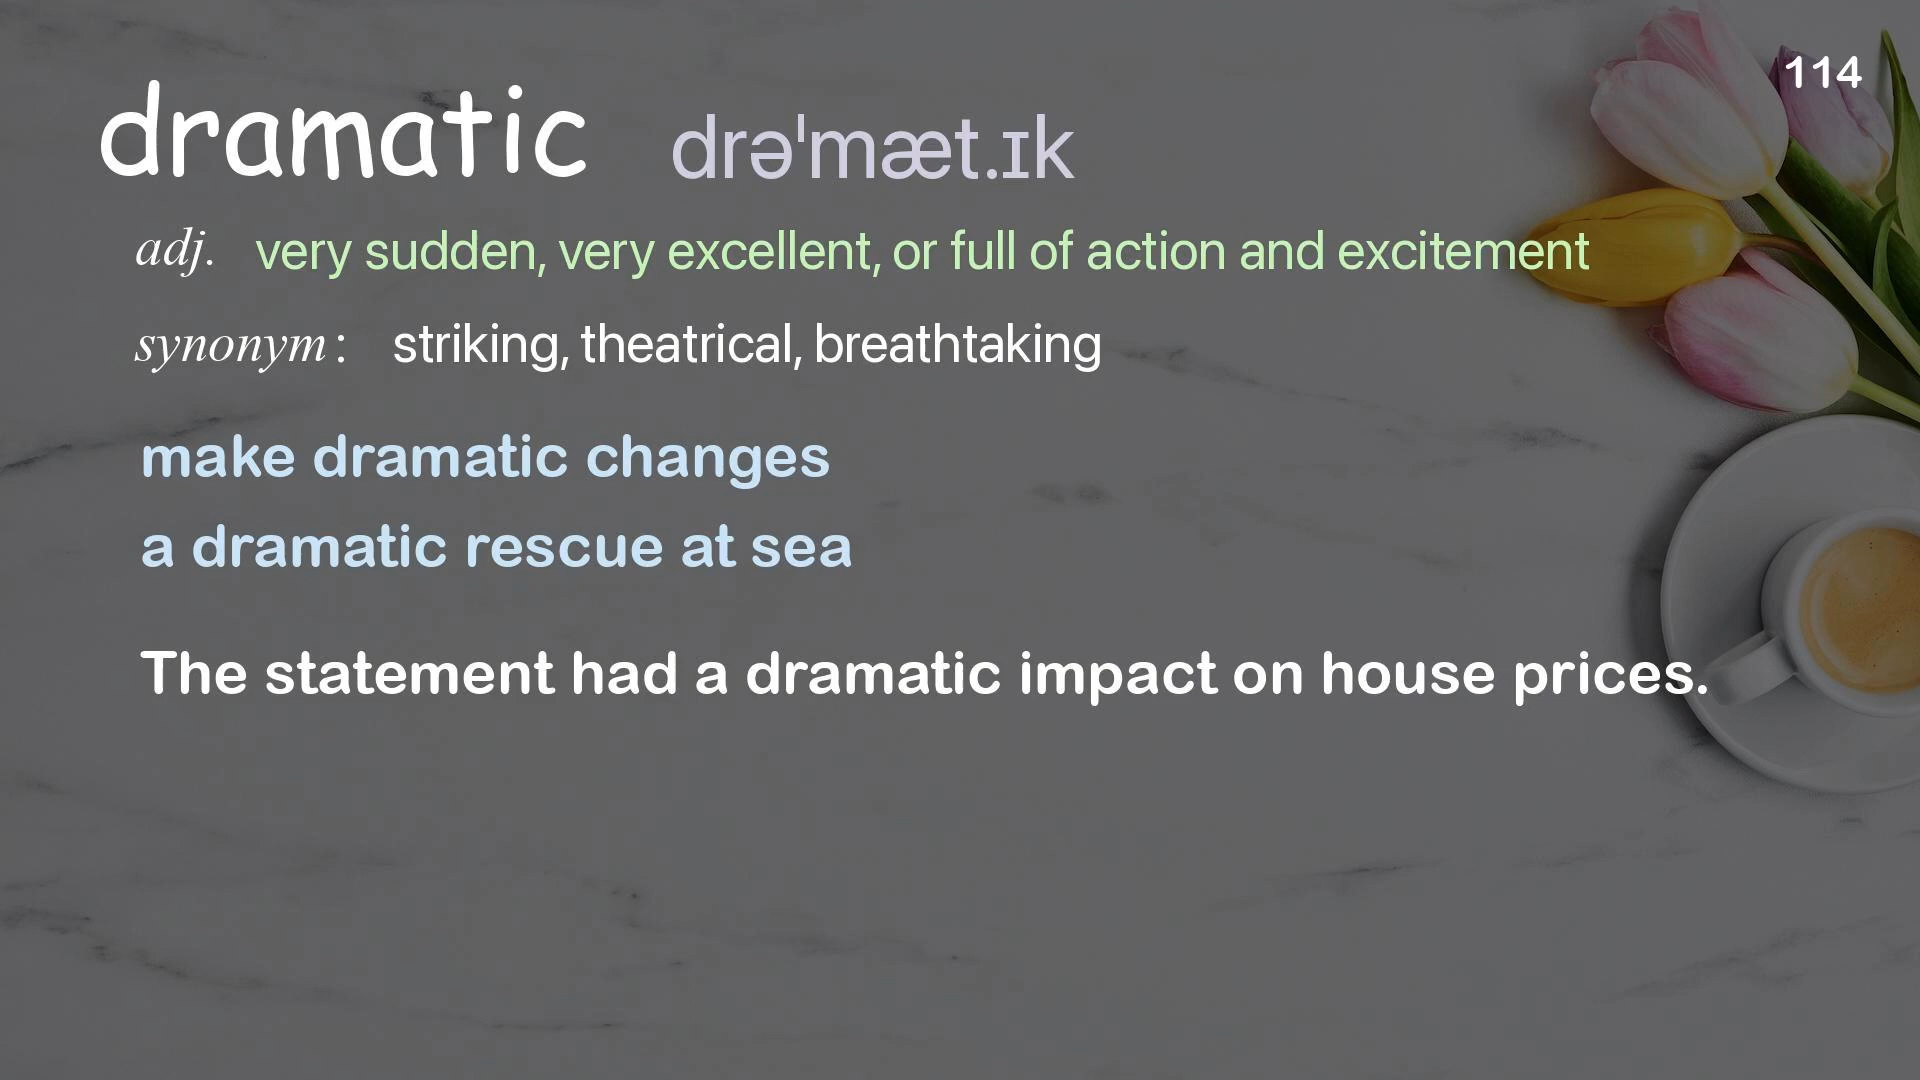 114
dramatic drəˈmæt.ɪk
adj. very sudden, very excellent, or full of action and excitement
synonym: striking, theatrical, breathtaking
make dramatic changes
a dramatic rescue at sea
The statement had a dramatic impact on house prices.